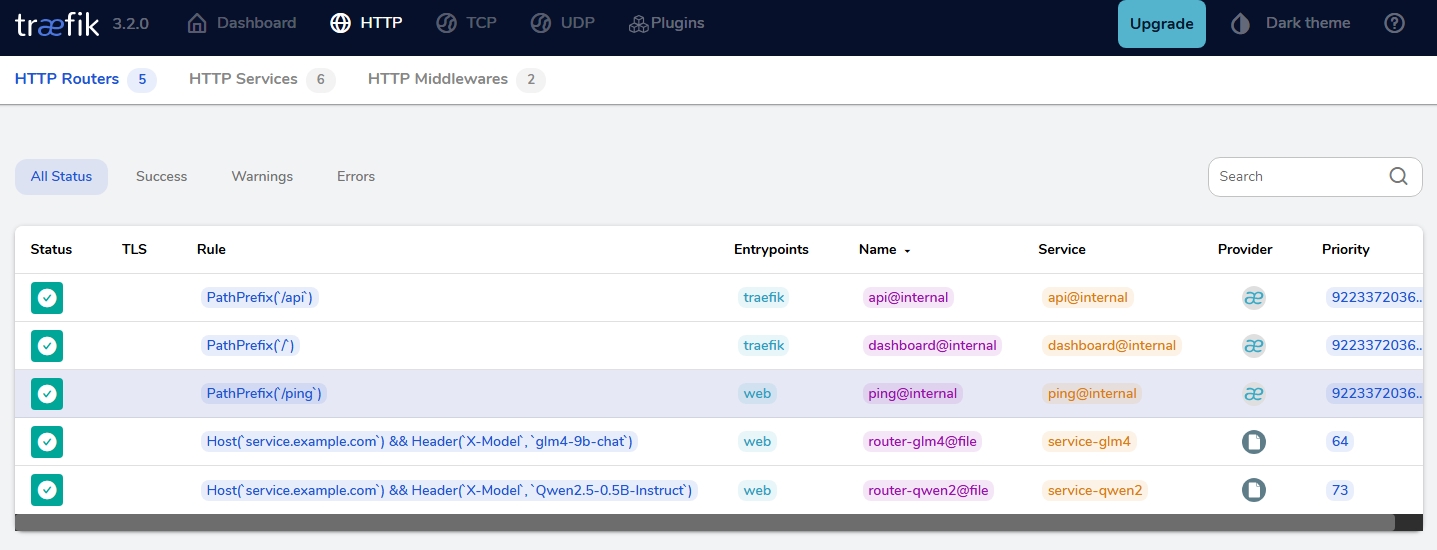 træfik 3.2.0 Dashboard HTTP TCP UDP Plugins Upgrade Dark theme ?
HTTP Routers 5 HTTP Services 6 HTTP Middlewares 2
All Status Success Warnings Errors Search
Status TLS Rule Entrypoints Name Service Provider Priority
PathPrefix(`/api`) traefik api@internal api@internal æ 9223372036...
PathPrefix(`/`) traefik dashboard@internal dashboard@internal æ 9223372036...
PathPrefix(`/ping`) web ping@internal ping@internal æ 9223372036...
Host(`service.example.com`) && Header(`X-Model`,`glm4-9b-chat`) web router-glm4@file service-glm4 64
Host(`service.example.com`) && Header(`X-Model`,`Qwen2.5-0.5B-Instruct`) web router-qwen2@file service-qwen2 73